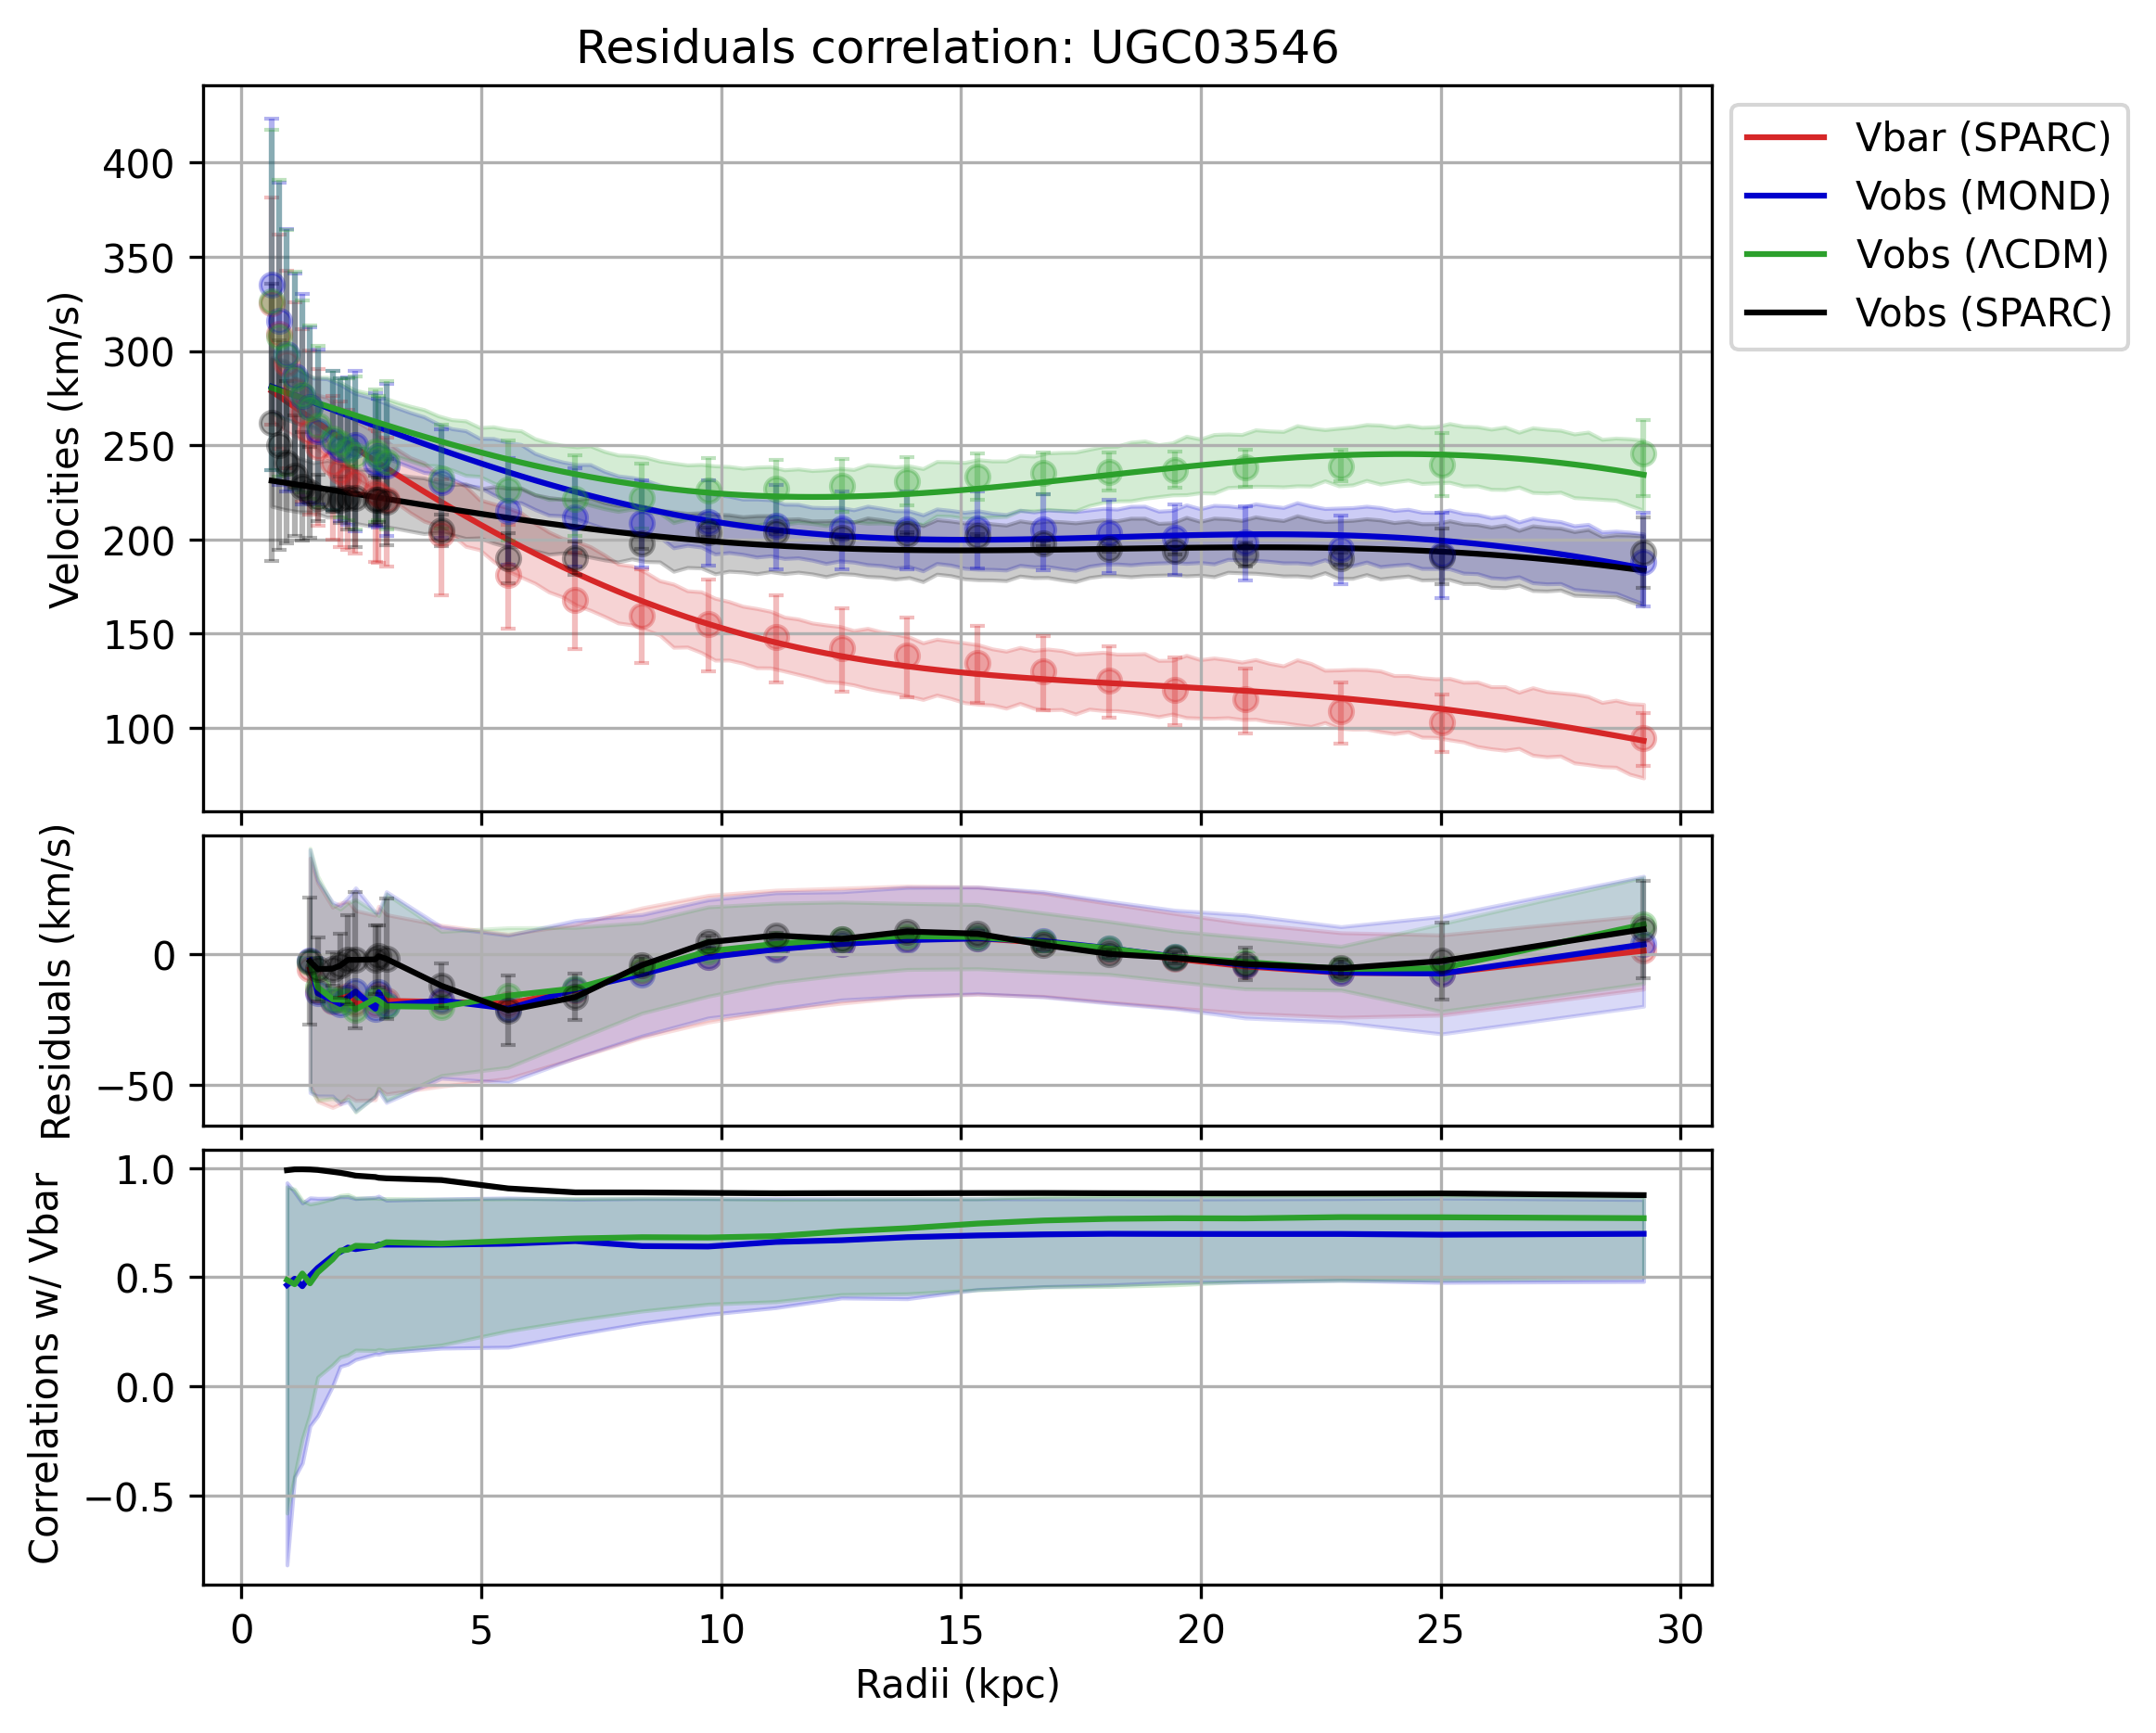 Residuals correlation: UGC03546
Velocities (km/s)
400
350
300
250
200
150
100
Vbar (SPARC)
Vobs (MOND)
Vobs (ΛCDM)
Vobs (SPARC)
Residuals (km/s)
0
−50
Correlations w/ Vbar
1.0
0.5
0.0
−0.5
0 5 10 15 20 25 30
Radii (kpc)